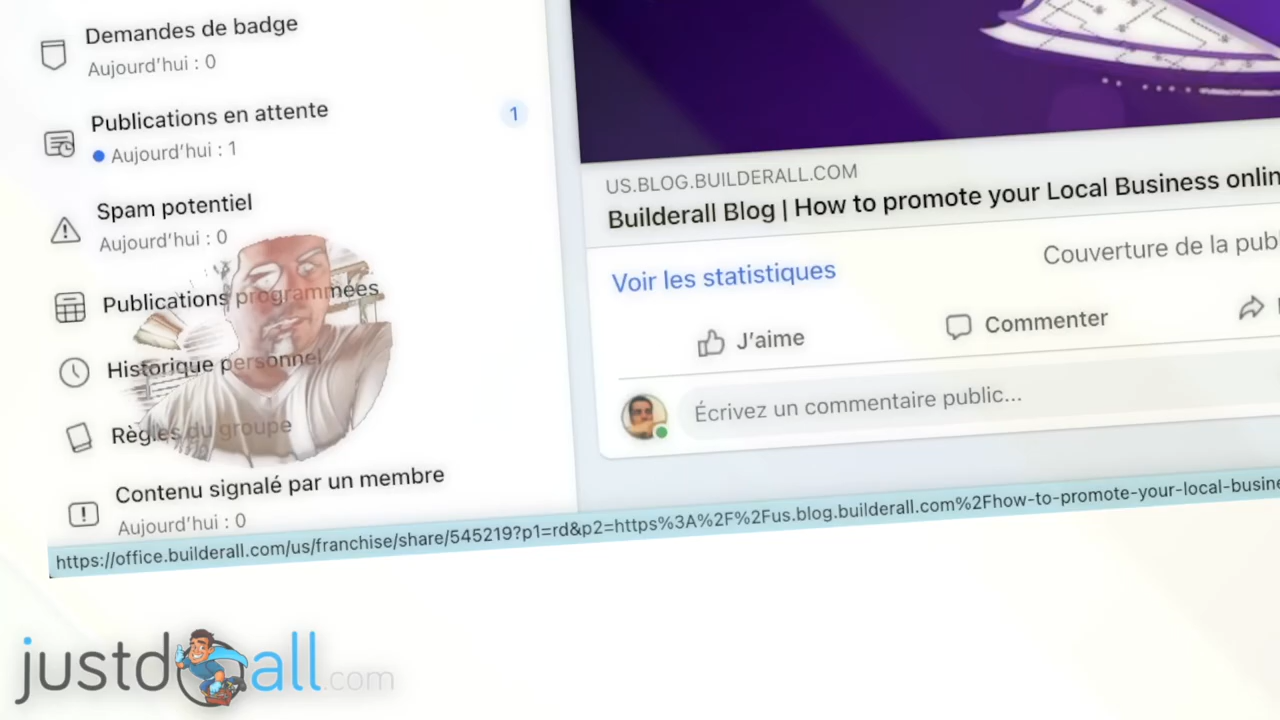 Demandes de badge
Aujourd'hui : 0
Publications en attente
1
Aujourd'hui : 1
Spam potentiel
Aujourd'hui : 0
Publications programmées
Historique personnel
Règles du groupe
Contenu signalé par un membre
Aujourd'hui : 0
US.BLOG.BUILDERALL.COM
Builderall Blog | How to promote your Local Business onlin
Voir les statistiques
Couverture de la pub
J'aime
Commenter
Écrivez un commentaire public...
https://office.builderall.com/us/franchise/share/545219?p1=rd&p2=https%3A%2F%2Fus.blog.builderall.com%2Fhow-to-promote-your-local-busine
justdoall.com